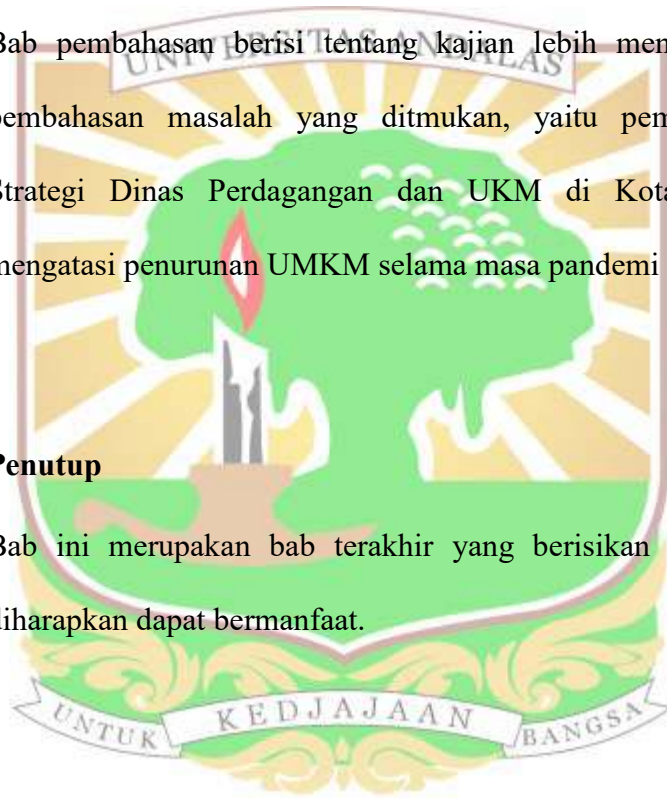 Bab pembahasan berisi tentang kajian lebih men
UNIVERSITAS ANDALAS
pembahasan masalah yang ditmukan, yaitu pem
Strategi Dinas Perdagangan dan UKM di Kota
mengatasi penurunan UMKM selama masa pandemi
Penutup
Bab ini merupakan bab terakhir yang berisikan
diharapkan dapat bermanfaat.
UNTUK KEDJAJAAN BANGSA